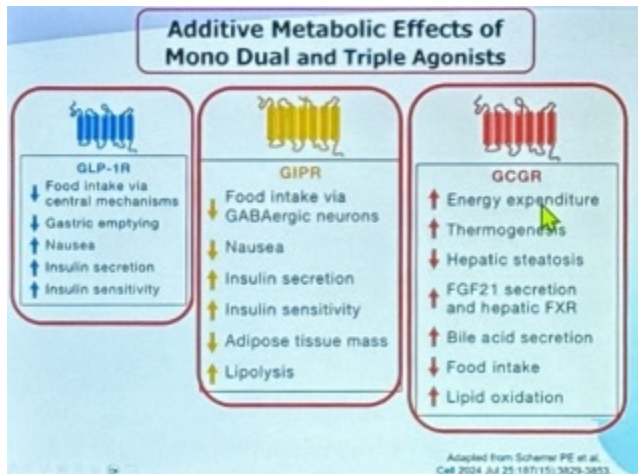 Additive Metabolic Effects of
Mono Dual and Triple Agonists
GLP-1R
Food intake via
central mechanisms
Gastric emptying
Nausea
Insulin secretion
Insulin sensitivity
GIPR
Food intake via
GABAergic neurons
Nausea
Insulin secretion
Insulin sensitivity
Adipose tissue mass
Lipolysis
GCGR
Energy expenditure
Thermogenesis
Hepatic steatosis
FGF21 secretion
and hepatic FXR
Bile acid secretion
Food intake
Lipid oxidation
Adapted from Scherrer PE et al.
Cell 2024 Jul 25;187(15):3829-3853